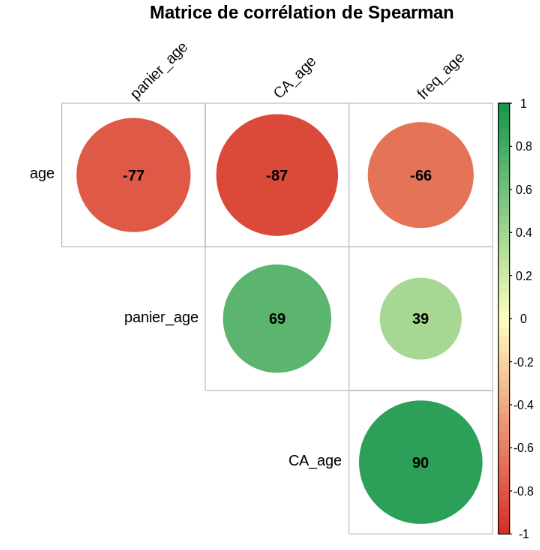 Matrice de corrélation de Spearman
panier_age
CA_age
freq_age
age
-77
-87
-66
panier_age
69
39
CA_age
90
1
0.8
0.6
0.4
0.2
0
-0.2
-0.4
-0.6
-0.8
-1